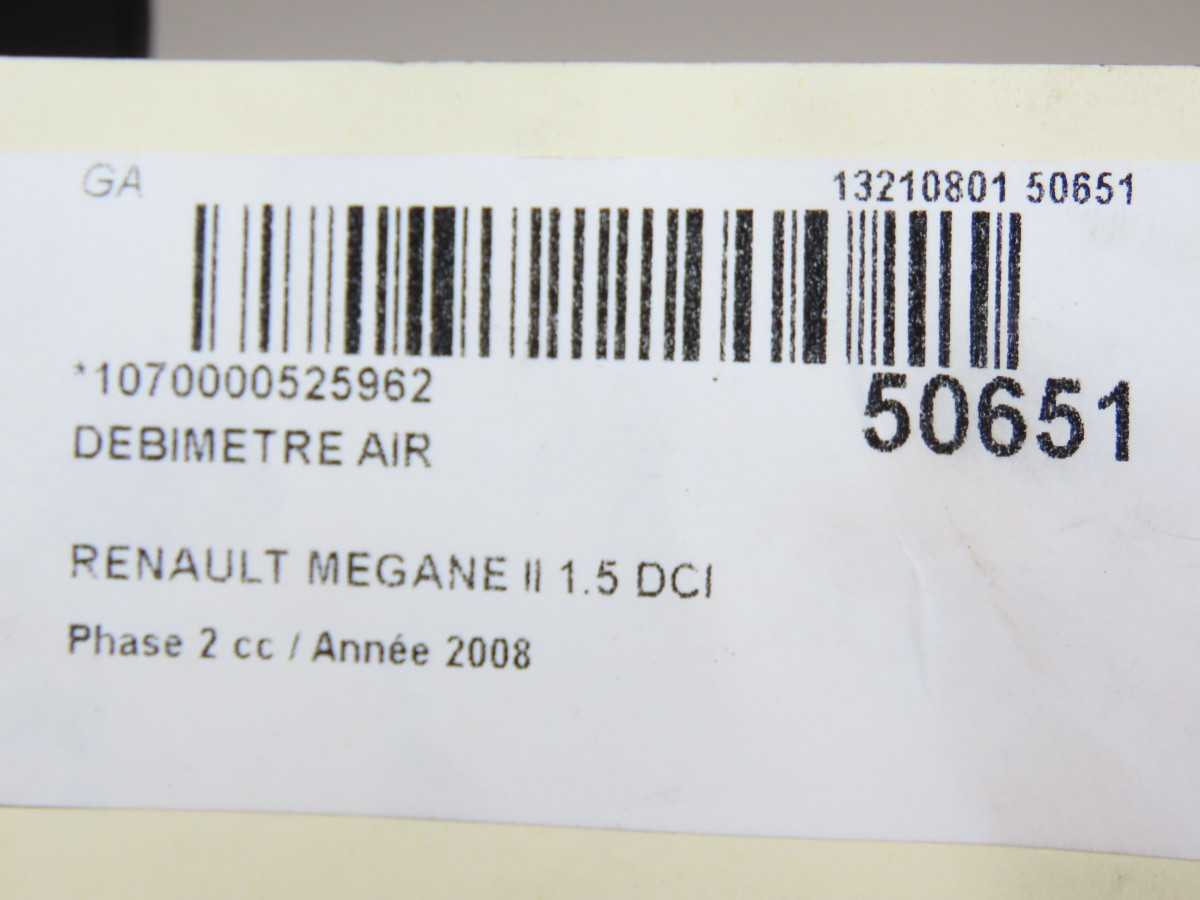 GA
13210801 50651
*1070000525962
50651
DEBIMETRE AIR
RENAULT MEGANE II 1.5 DCI
Phase 2 cc / Année 2008